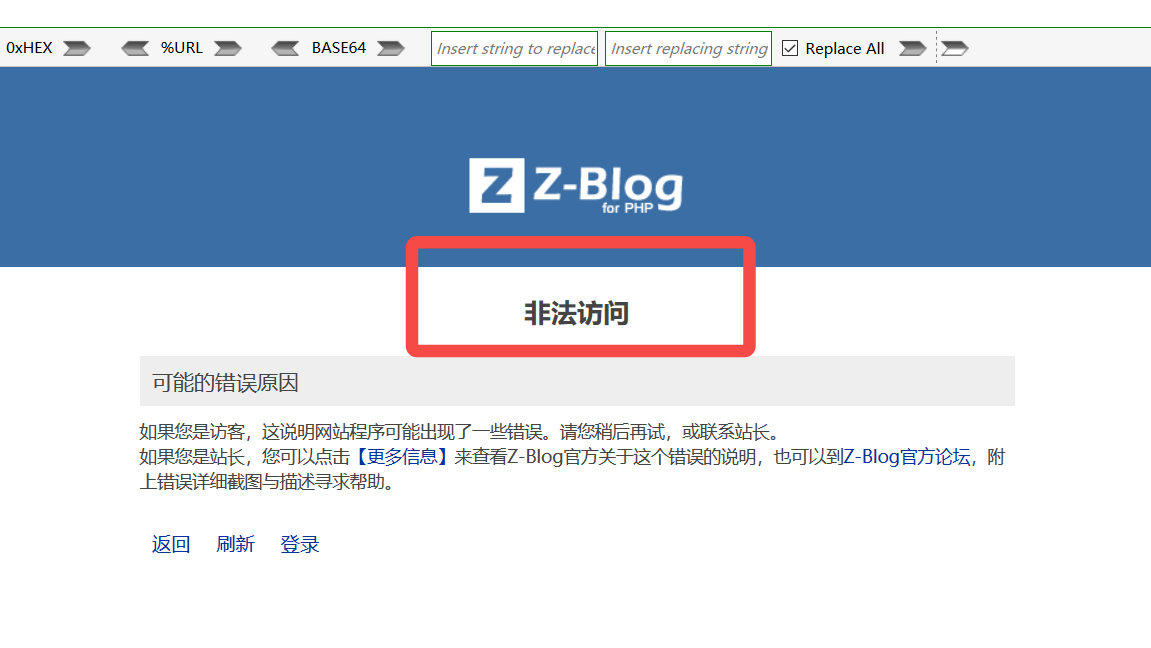 0xHEX %URL BASE64 Insert string to replace Insert replacing string Replace All
Z Z-Blog
for PHP
非法访问
可能的错误原因
如果您是访客，这说明网站程序可能出现了一些错误。请您稍后再试，或联系站长。
如果您是站长，您可以点击【更多信息】来查看Z-Blog官方关于这个错误的说明，也可以到Z-Blog官方论坛，附
上错误详细截图与描述寻求帮助。
返回 刷新 登录